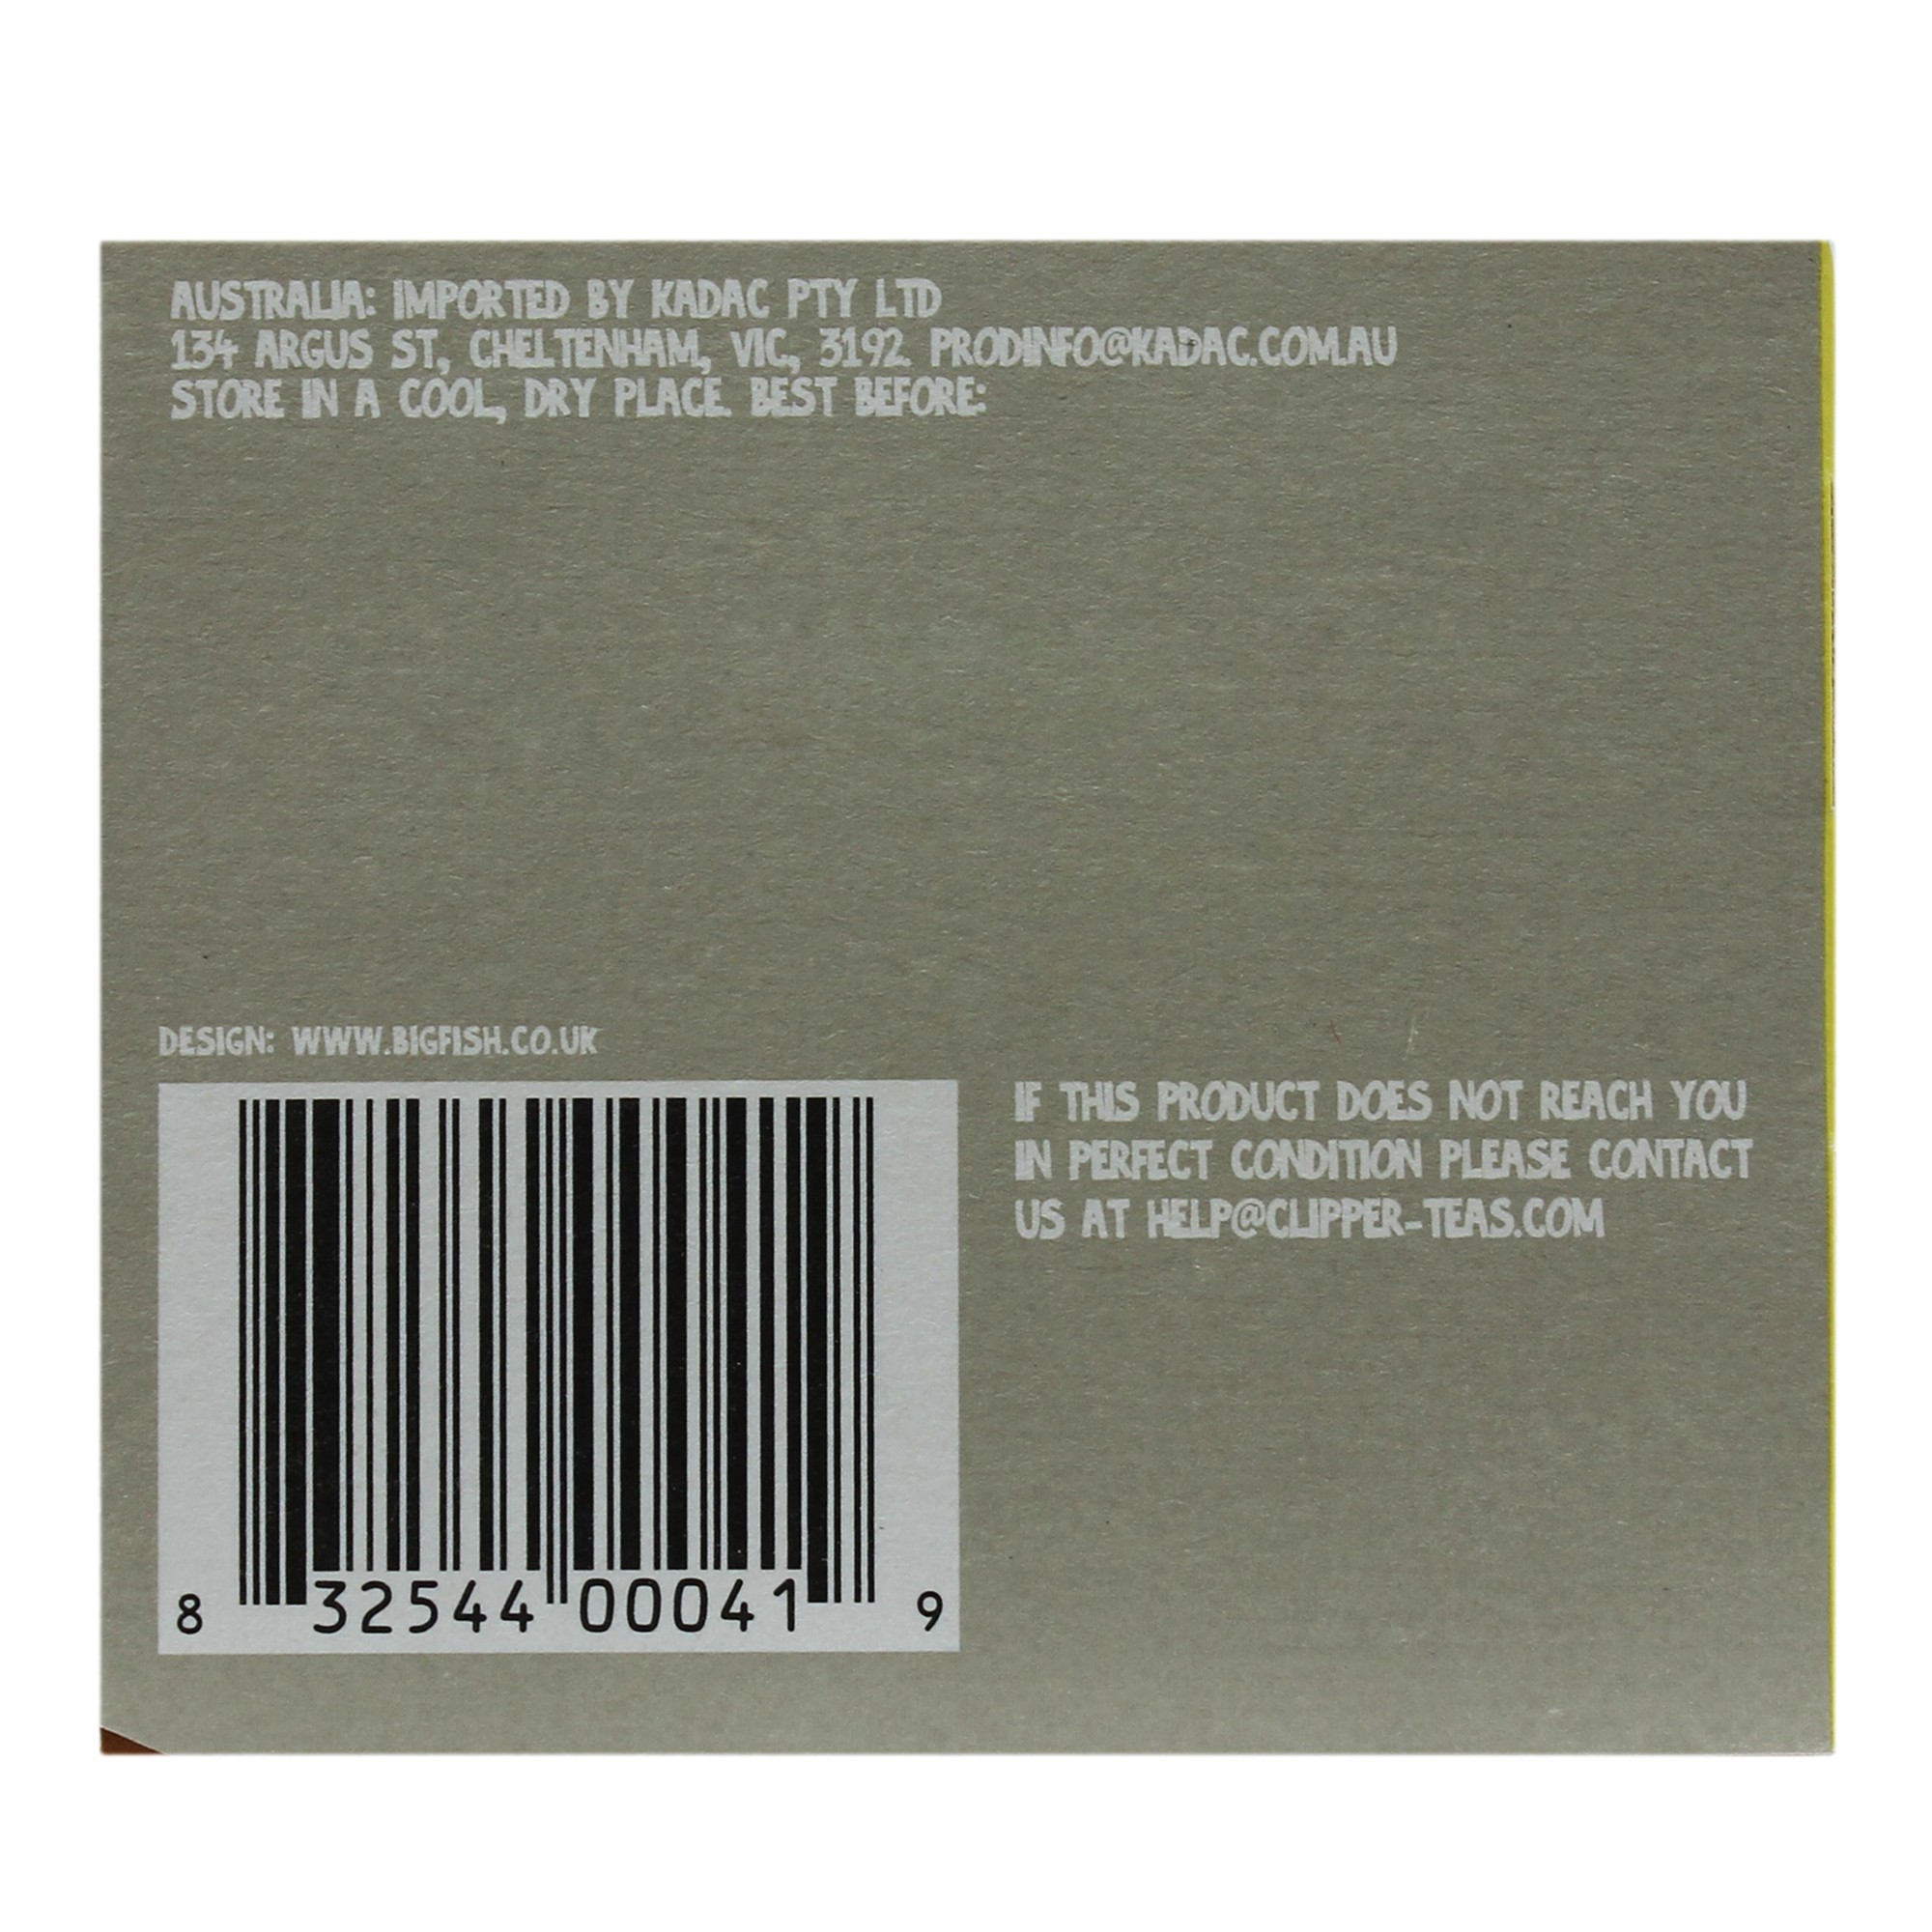 AUSTRALIA: IMPORTED BY KADAC PTY LTD
134 ARGUS ST, CHELTENHAM, VIC, 3192. PRODINFO@KADAC.COM.AU
STORE IN A COOL, DRY PLACE. BEST BEFORE:
DESIGN: WWW.BIGFISH.CO.UK
IF THIS PRODUCT DOES NOT REACH YOU
IN PERFECT CONDITION PLEASE CONTACT
US AT HELP@CLIPPER-TEAS.COM
8 32544 00041 9